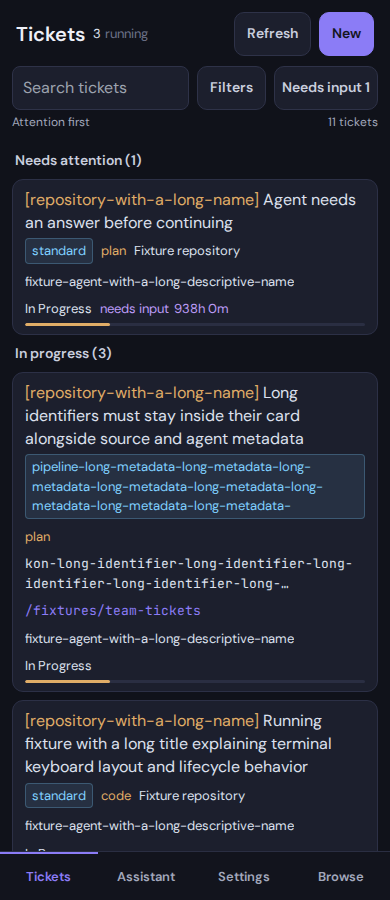 Tickets 3 running
Refresh
New
Search tickets
Filters
Needs input 1
Attention first
11 tickets
Needs attention (1)
[repository-with-a-long-name] Agent needs
an answer before continuing
standard plan Fixture repository
fixture-agent-with-a-long-descriptive-name
In Progress needs input 938h 0m
In progress (3)
[repository-with-a-long-name] Long
identifiers must stay inside their card
alongside source and agent metadata
pipeline-long-metadata-long-metadata-long-
metadata-long-metadata-long-metadata-long-
metadata-long-metadata-long-metadata-
plan
kon-long-identifier-long-identifier-long-
identifier-long-identifier-long-…
/fixtures/team-tickets
fixture-agent-with-a-long-descriptive-name
In Progress
[repository-with-a-long-name] Running
fixture with a long title explaining terminal
keyboard layout and lifecycle behavior
standard code Fixture repository
fixture-agent-with-a-long-descriptive-name
Tickets
Assistant
Settings
Browse